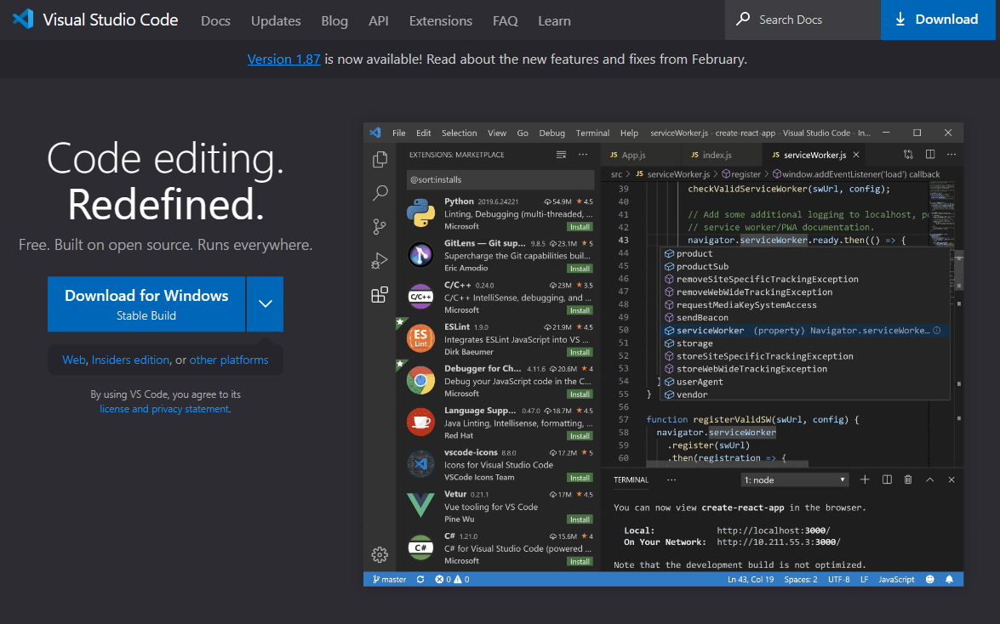 Visual Studio Code Docs Updates Blog API Extensions FAQ Learn Search Docs Download
Version 1.87 is now available! Read about the new features and fixes from February.
Code editing.
Redefined.
Free. Built on open source. Runs everywhere.
Download for Windows
Stable Build
Web, Insiders edition, or other platforms
By using VS Code, you agree to its
license and privacy statement.
File Edit Selection View Go Debug Terminal Help serviceWorker.js - create-react-app - Visual Studio Code - In...
EXTENSIONS: MARKETPLACE
@sort:installs
Python 2019.6.24221 54.9M 4.5
Linting, Debugging (multi-threaded, ...
Microsoft Install
GitLens — Git sup... 9.8.5 23.1M 5
Supercharge the Git capabilities buil...
Eric Amodio Install
C/C++
C/C++ 0.24.0 23M 3.5
C/C++ IntelliSense, debugging, and ...
Microsoft Install
ES
Lint
ESLint 1.9.0 21.9M 4.5
Integrates ESLint JavaScript into VS ...
Dirk Baeumer Install
Debugger for Ch... 4.11.6 20.6M 4
Debug your JavaScript code in the C...
Microsoft Install
Language Supp... 0.47.0 18.7M 4.5
Java Linting, Intellisense, formatting, ...
Red Hat Install
vscode-icons 8.8.0 17.2M 5
Icons for Visual Studio Code
VSCode Icons Team Install
Vetur 0.21.1 17M 4.5
Vue tooling for VS Code
Pine Wu Install
C#
C# 1.21.0 15.6M 4
C# for Visual Studio Code (powered ...
Microsoft Install
JS App.js JS index.js JS serviceWorker.js
src > JS serviceWorker.js > register > window.addEventListener('load') callback
39 checkValidServiceWorker(swUrl, config);
40
41 // Add some additional logging to localhost, po
42 // service worker/PWA documentation.
43 navigator.serviceWorker.ready.then(() => {
44 product
45 productSub
46 removeSiteSpecificTrackingException
47 removeWebWideTrackingException
48 requestMediaKeySystemAccess
49 sendBeacon
50 serviceWorker (property) Navigator.serviceWorke...
51 storage
52 storeSiteSpecificTrackingException
53 storeWebWideTrackingException
54 } userAgent
55 } vendor
56
57 function registerValidSW(swUrl, config) {
58 navigator.serviceWorker
59 .register(swUrl)
60 .then(registration => {
TERMINAL ... 1: node
You can now view create-react-app in the browser.
Local: http://localhost:3000/
On Your Network: http://10.211.55.3:3000/
Note that the development build is not optimized.
master 0 0 Ln 43, Col 19 Spaces: 2 UTF-8 LF JavaScript